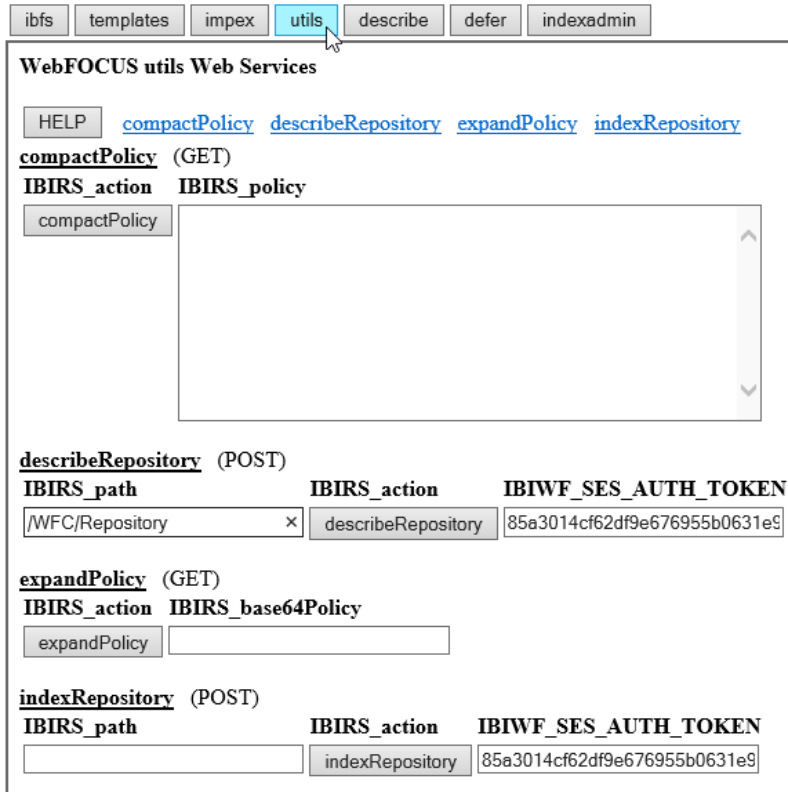 ibfs templates impex utils describe defer indexadmin
WebFOCUS utils Web Services
HELP compactPolicy describeRepository expandPolicy indexRepository
compactPolicy (GET)
IBIRS_action IBIRS_policy
compactPolicy
describeRepository (POST)
IBIRS_path IBIRS_action IBIWF_SES_AUTH_TOKEN
/WFC/Repository × describeRepository 85a3014cf62df9e676955b0631e9
expandPolicy (GET)
IBIRS_action IBIRS_base64Policy
expandPolicy
indexRepository (POST)
IBIRS_path IBIRS_action IBIWF_SES_AUTH_TOKEN
indexRepository 85a3014cf62df9e676955b0631e9